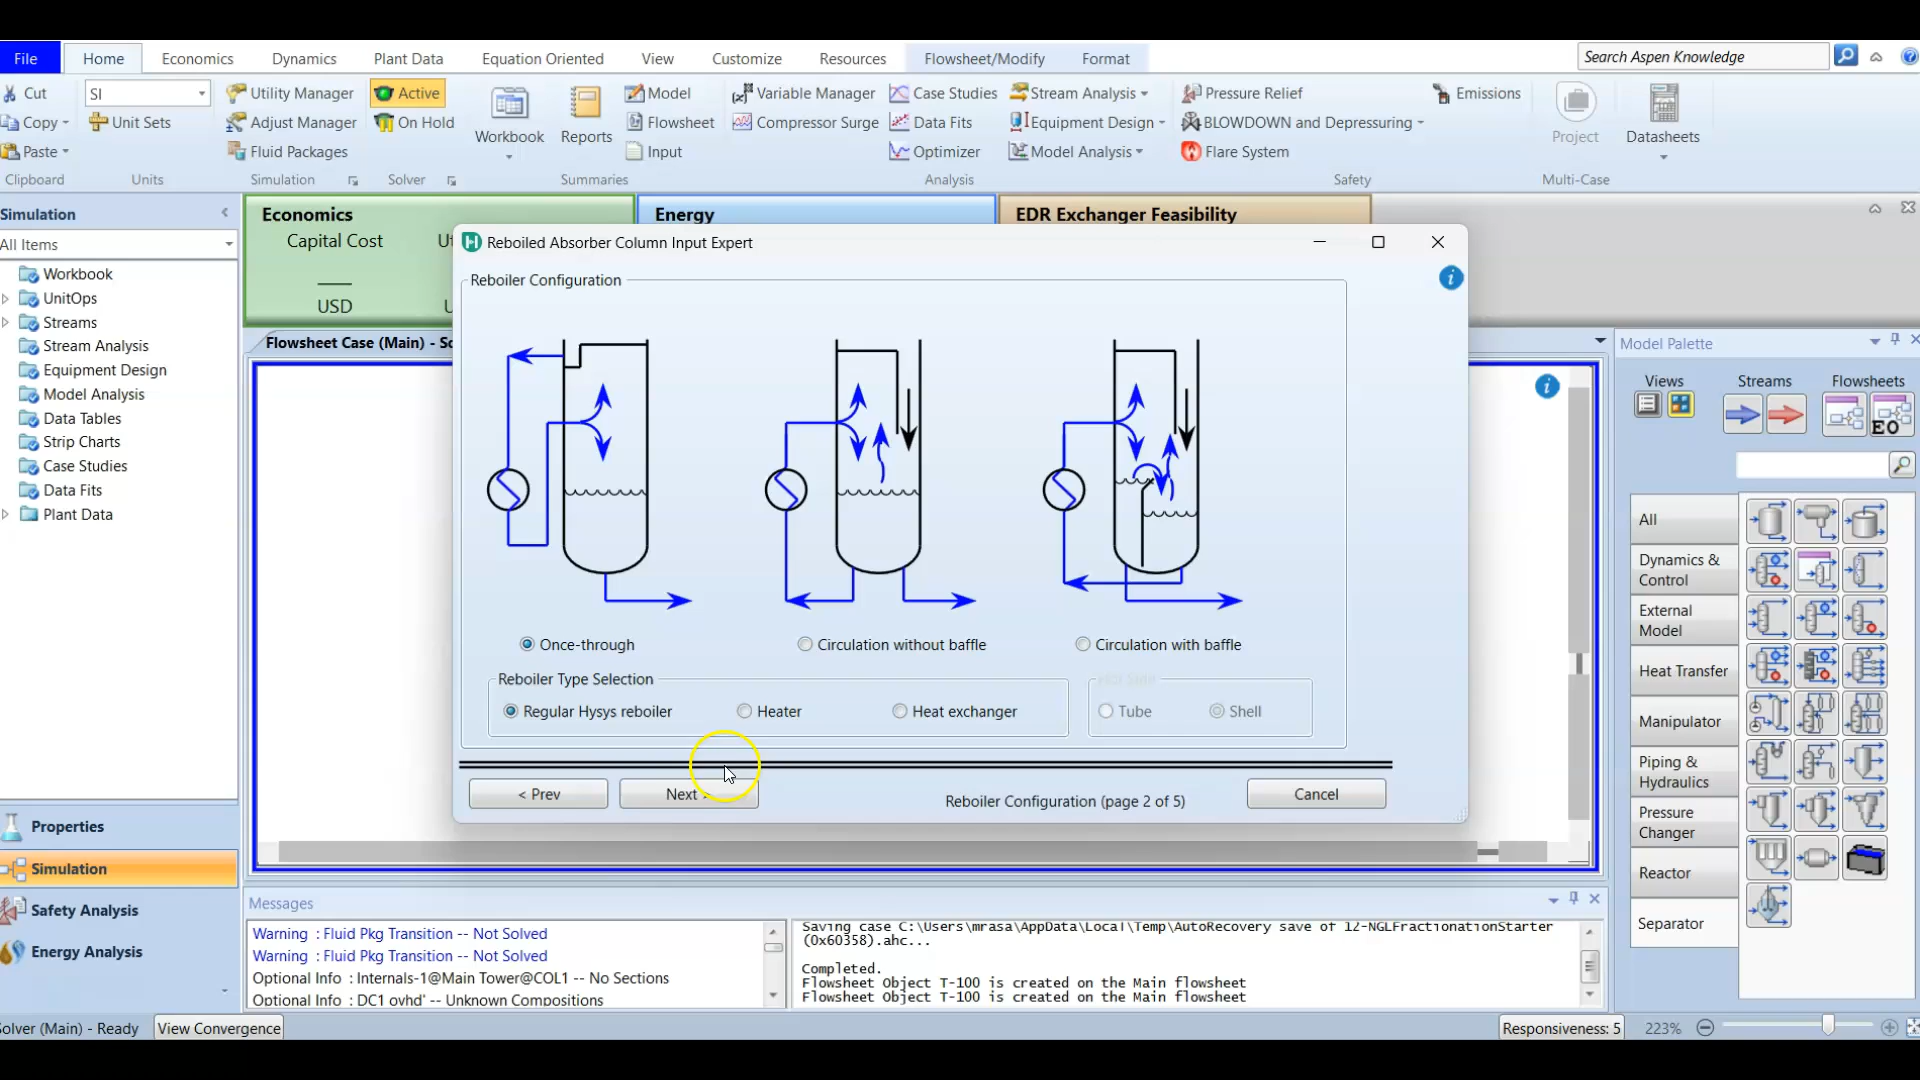 File
Home
Economics
Dynamics
Plant Data
Equation Oriented
View
Customize
Resources
Flowsheet/Modify
Format
Search Aspen Knowledge
Cut
Copy
Paste
Clipboard
SI
Unit Sets
Units
Utility Manager
Adjust Manager
Fluid Packages
Simulation
Active
On Hold
Solver
Workbook
Reports
Model
Flowsheet
Input
Summaries
Variable Manager
Compressor Surge
Case Studies
Data Fits
Optimizer
Stream Analysis
Equipment Design
Model Analysis
Analysis
Pressure Relief
BLOWDOWN and Depressuring
Flare System
Emissions
Safety
Project
Multi-Case
Datasheets
Simulation
All Items
Workbook
UnitOps
Streams
Stream Analysis
Equipment Design
Model Analysis
Data Tables
Strip Charts
Case Studies
Data Fits
Plant Data
Properties
Simulation
Safety Analysis
Energy Analysis
Economics
Capital Cost
USD
Energy
EDR Exchanger Feasibility
Flowsheet Case (Main) - So
Reboiled Absorber Column Input Expert
Reboiler Configuration
Once-through
Circulation without baffle
Circulation with baffle
Reboiler Type Selection
Regular Hysys reboiler
Heater
Heat exchanger
Tube
Shell
< Prev
Next >
Reboiler Configuration (page 2 of 5)
Cancel
Model Palette
Views
Streams
Flowsheets
EO
All
Dynamics & Control
External Model
Heat Transfer
Manipulator
Piping & Hydraulics
Pressure Changer
Reactor
Separator
Messages
Warning : Fluid Pkg Transition -- Not Solved
Warning : Fluid Pkg Transition -- Not Solved
Optional Info : Internals-1@Main Tower@COL1 -- No Sections
Optional Info : DC1 ovhd' -- Unknown Compositions
Saving case C:\Users\mrasa\AppData\Local\Temp\AutoRecovery save of 12-NGLFractionationStarter
(0x60358).ahc...
Completed.
Flowsheet Object T-100 is created on the Main flowsheet
Flowsheet Object T-100 is created on the Main flowsheet
Solver (Main) - Ready
View Convergence
Responsiveness: 5
223%